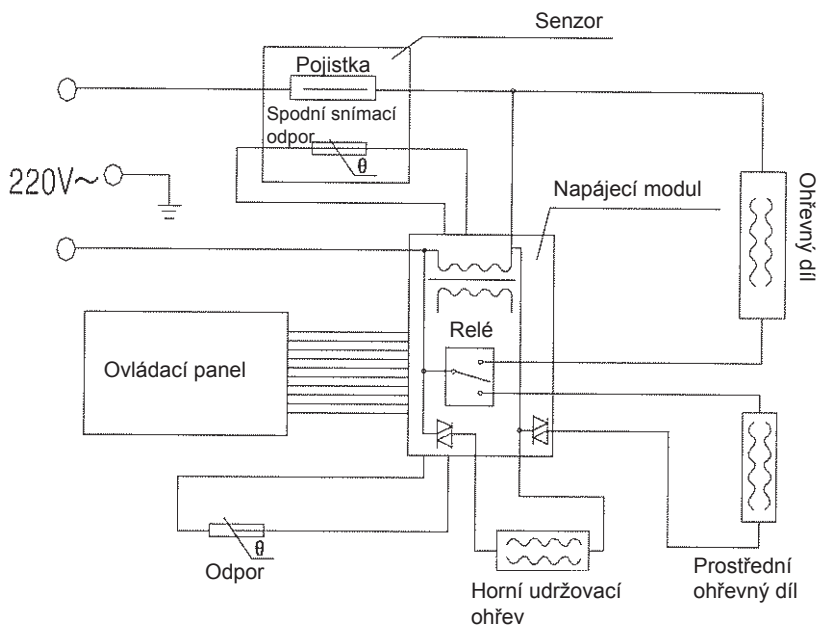 Senzor
Pojistka
Spodní snímací
odpor
θ
220V~
Napájecí modul
Ohřevný díl
Relé
Ovládací panel
θ
Odpor
Horní udržovací
ohřev
Prostřední
ohřevný díl